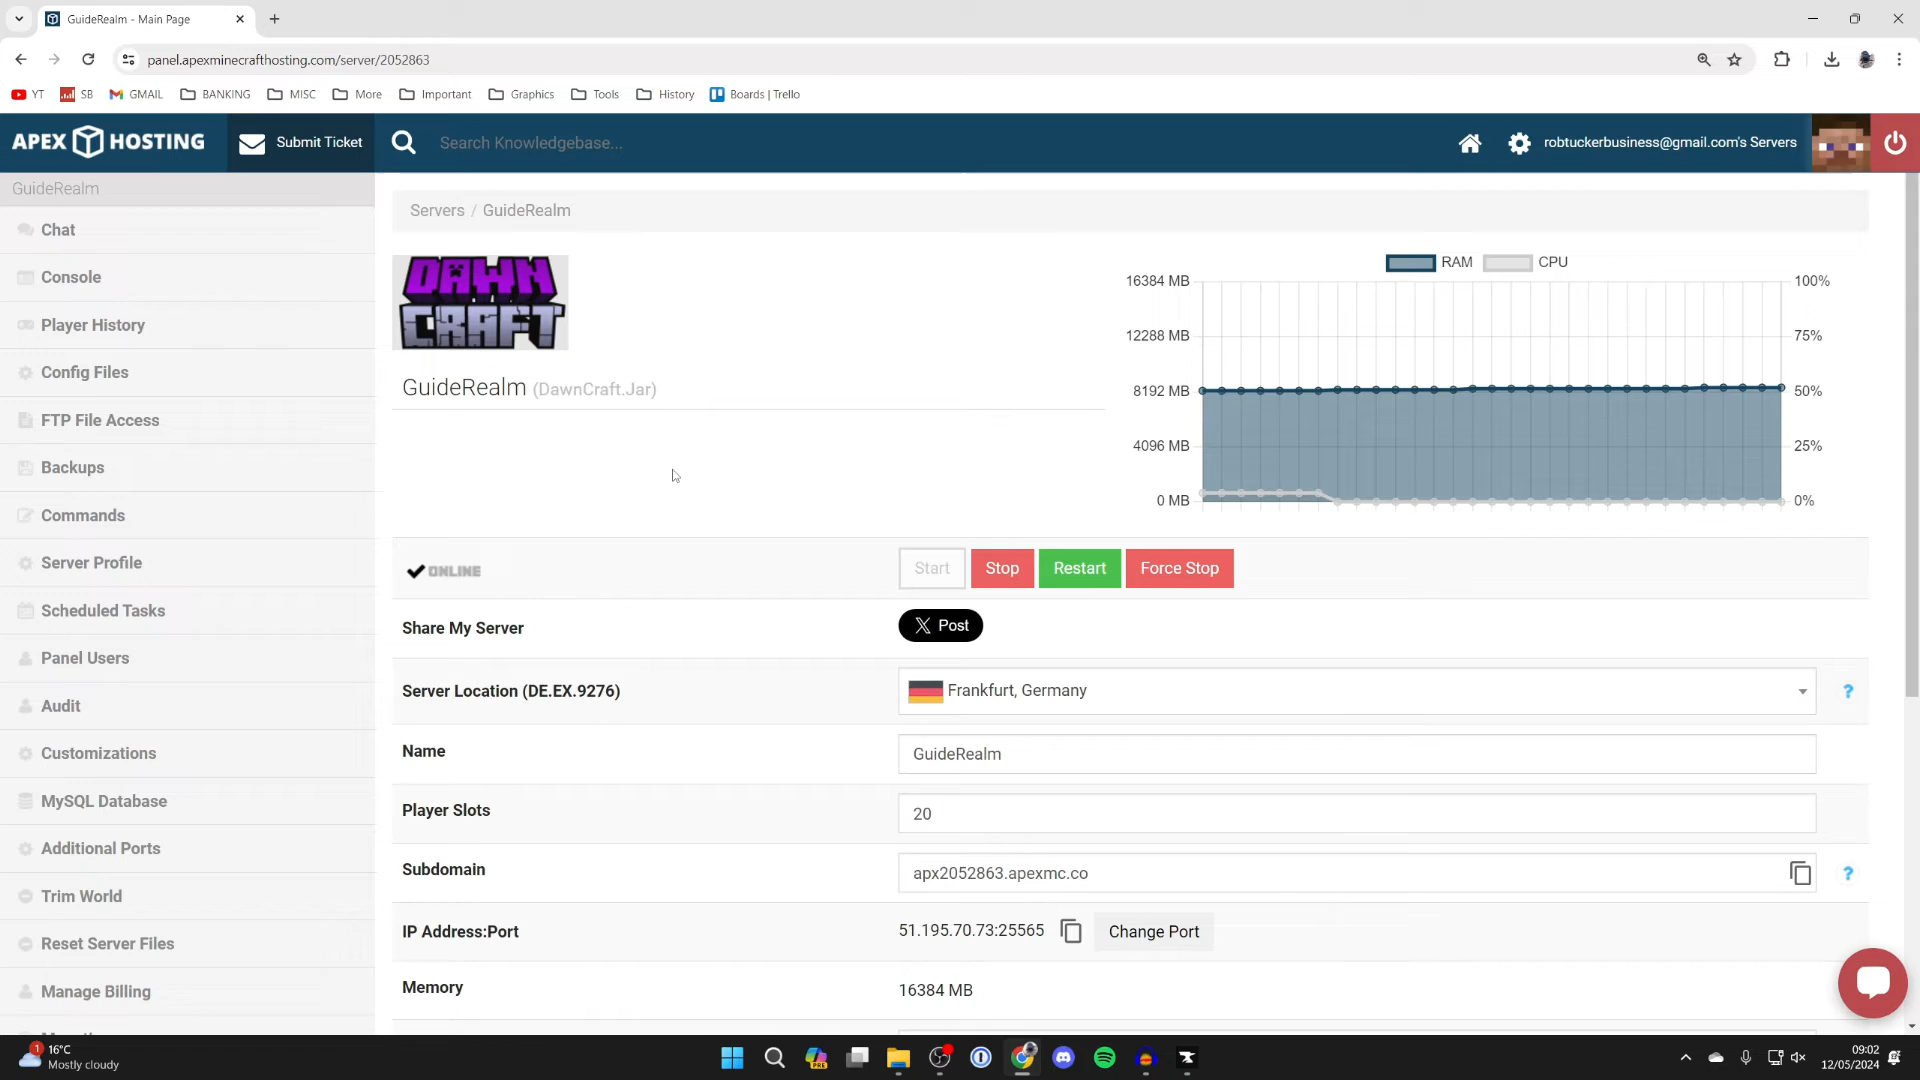 GuideRealm - Main Page
panel.apexminecrafthosting.com/server/2052863
YT
SB
GMAIL
BANKING
MISC
More
Important
Graphics
Tools
History
Boards | Trello
APEX HOSTING
Submit Ticket
Search Knowledgebase...
robtuckerbusiness@gmail.com's Servers
GuideRealm
Chat
Console
Player History
Config Files
FTP File Access
Backups
Commands
Server Profile
Scheduled Tasks
Panel Users
Audit
Customizations
MySQL Database
Additional Ports
Trim World
Reset Server Files
Manage Billing
Servers / GuideRealm
DAWN
CRAFT
GuideRealm (DawnCraft.Jar)
RAM CPU
16384 MB 100%
12288 MB 75%
8192 MB 50%
4096 MB 25%
0 MB 0%
ONLINE
Start Stop Restart Force Stop
Share My Server
Post
Server Location (DE.EX.9276)
Frankfurt, Germany
?
Name
GuideRealm
Player Slots
20
Subdomain
apx2052863.apexmc.co
?
IP Address:Port
51.195.70.73:25565
Change Port
Memory
16384 MB
1
16°C
Mostly cloudy
PRE
09:02
12/05/2024